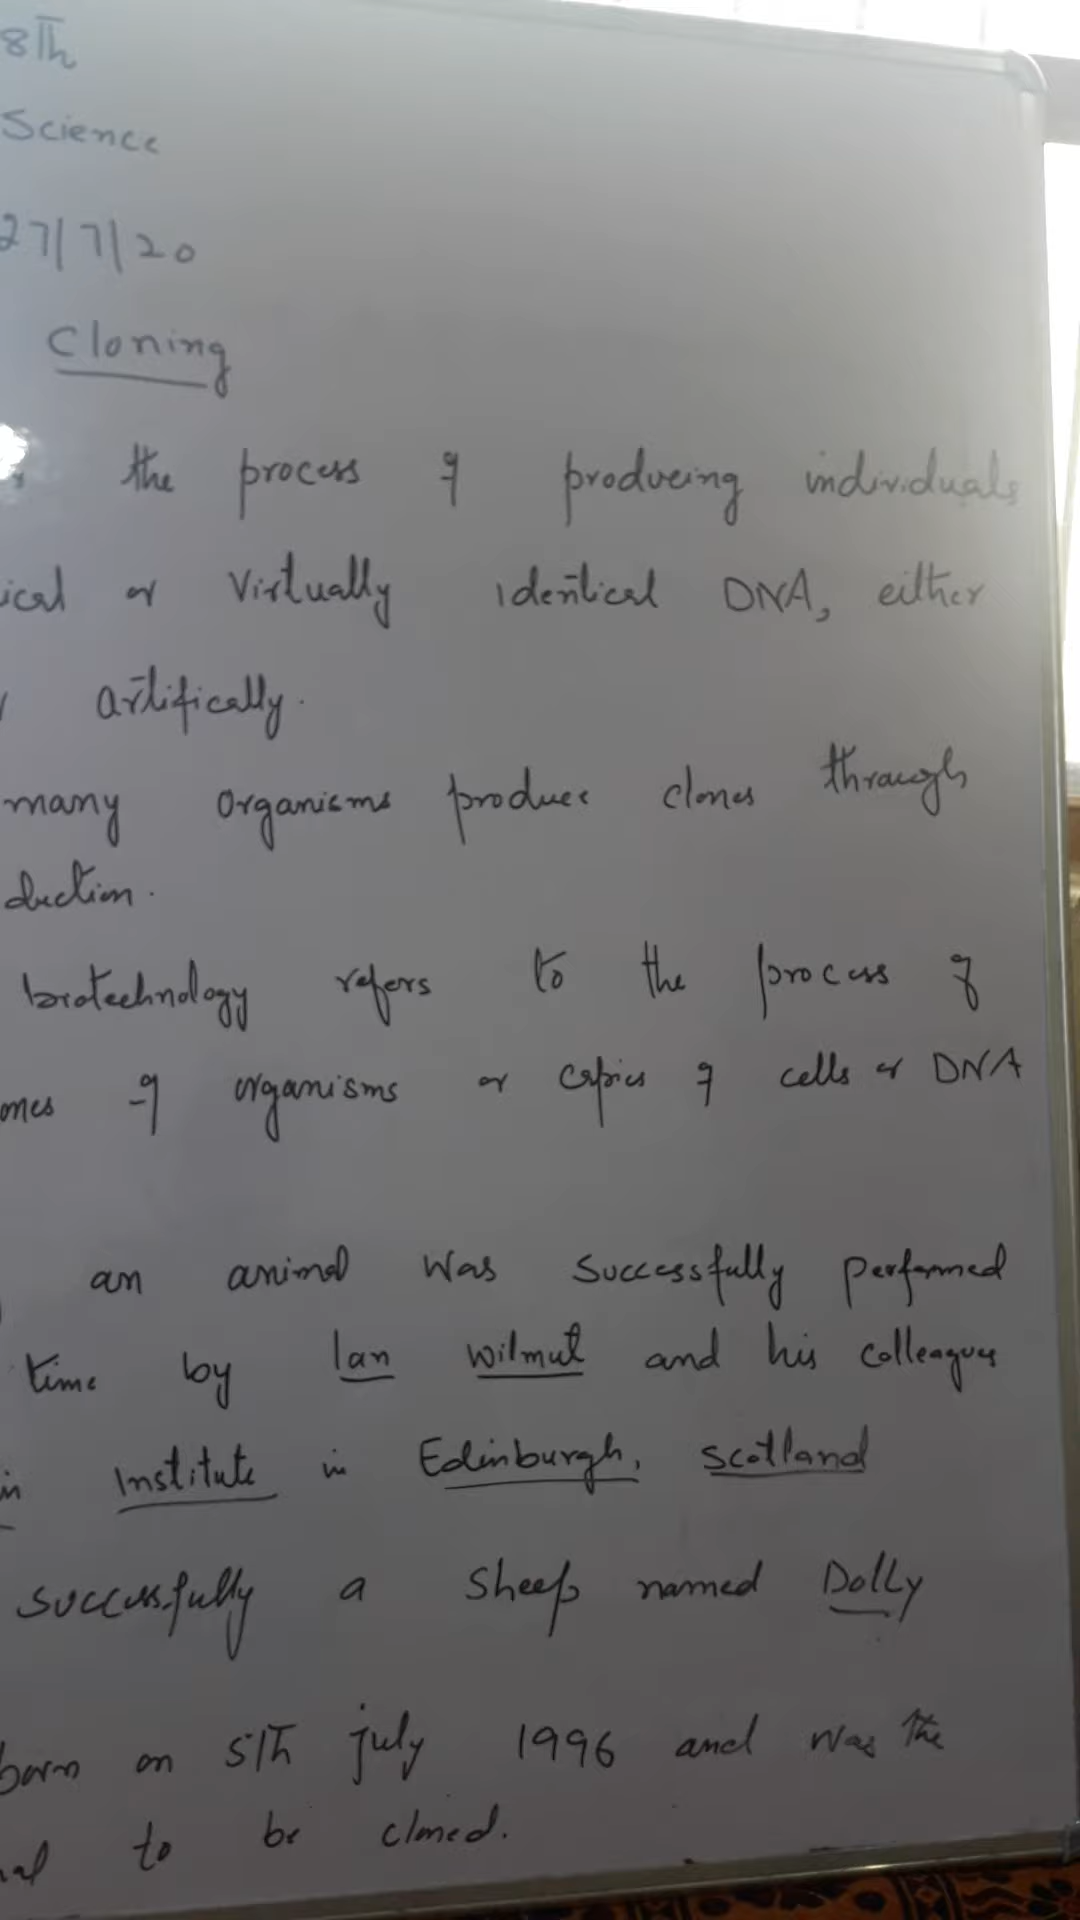 8Th
Science
27/7/20
Cloning
the process of producing individuals
ical or Virtually identical DNA, either
artifically.
many organisms produce clones through
duction.
biotechnology refers to the process of
ones of organisms or copies of cells or DNA
an animal was successfully performed
time by Ian Wilmut and his colleagues
in Institute in Edinburgh, Scotland
successfully a Sheep named Dolly
born on 5Th july 1996 and was the
nal to be cloned.